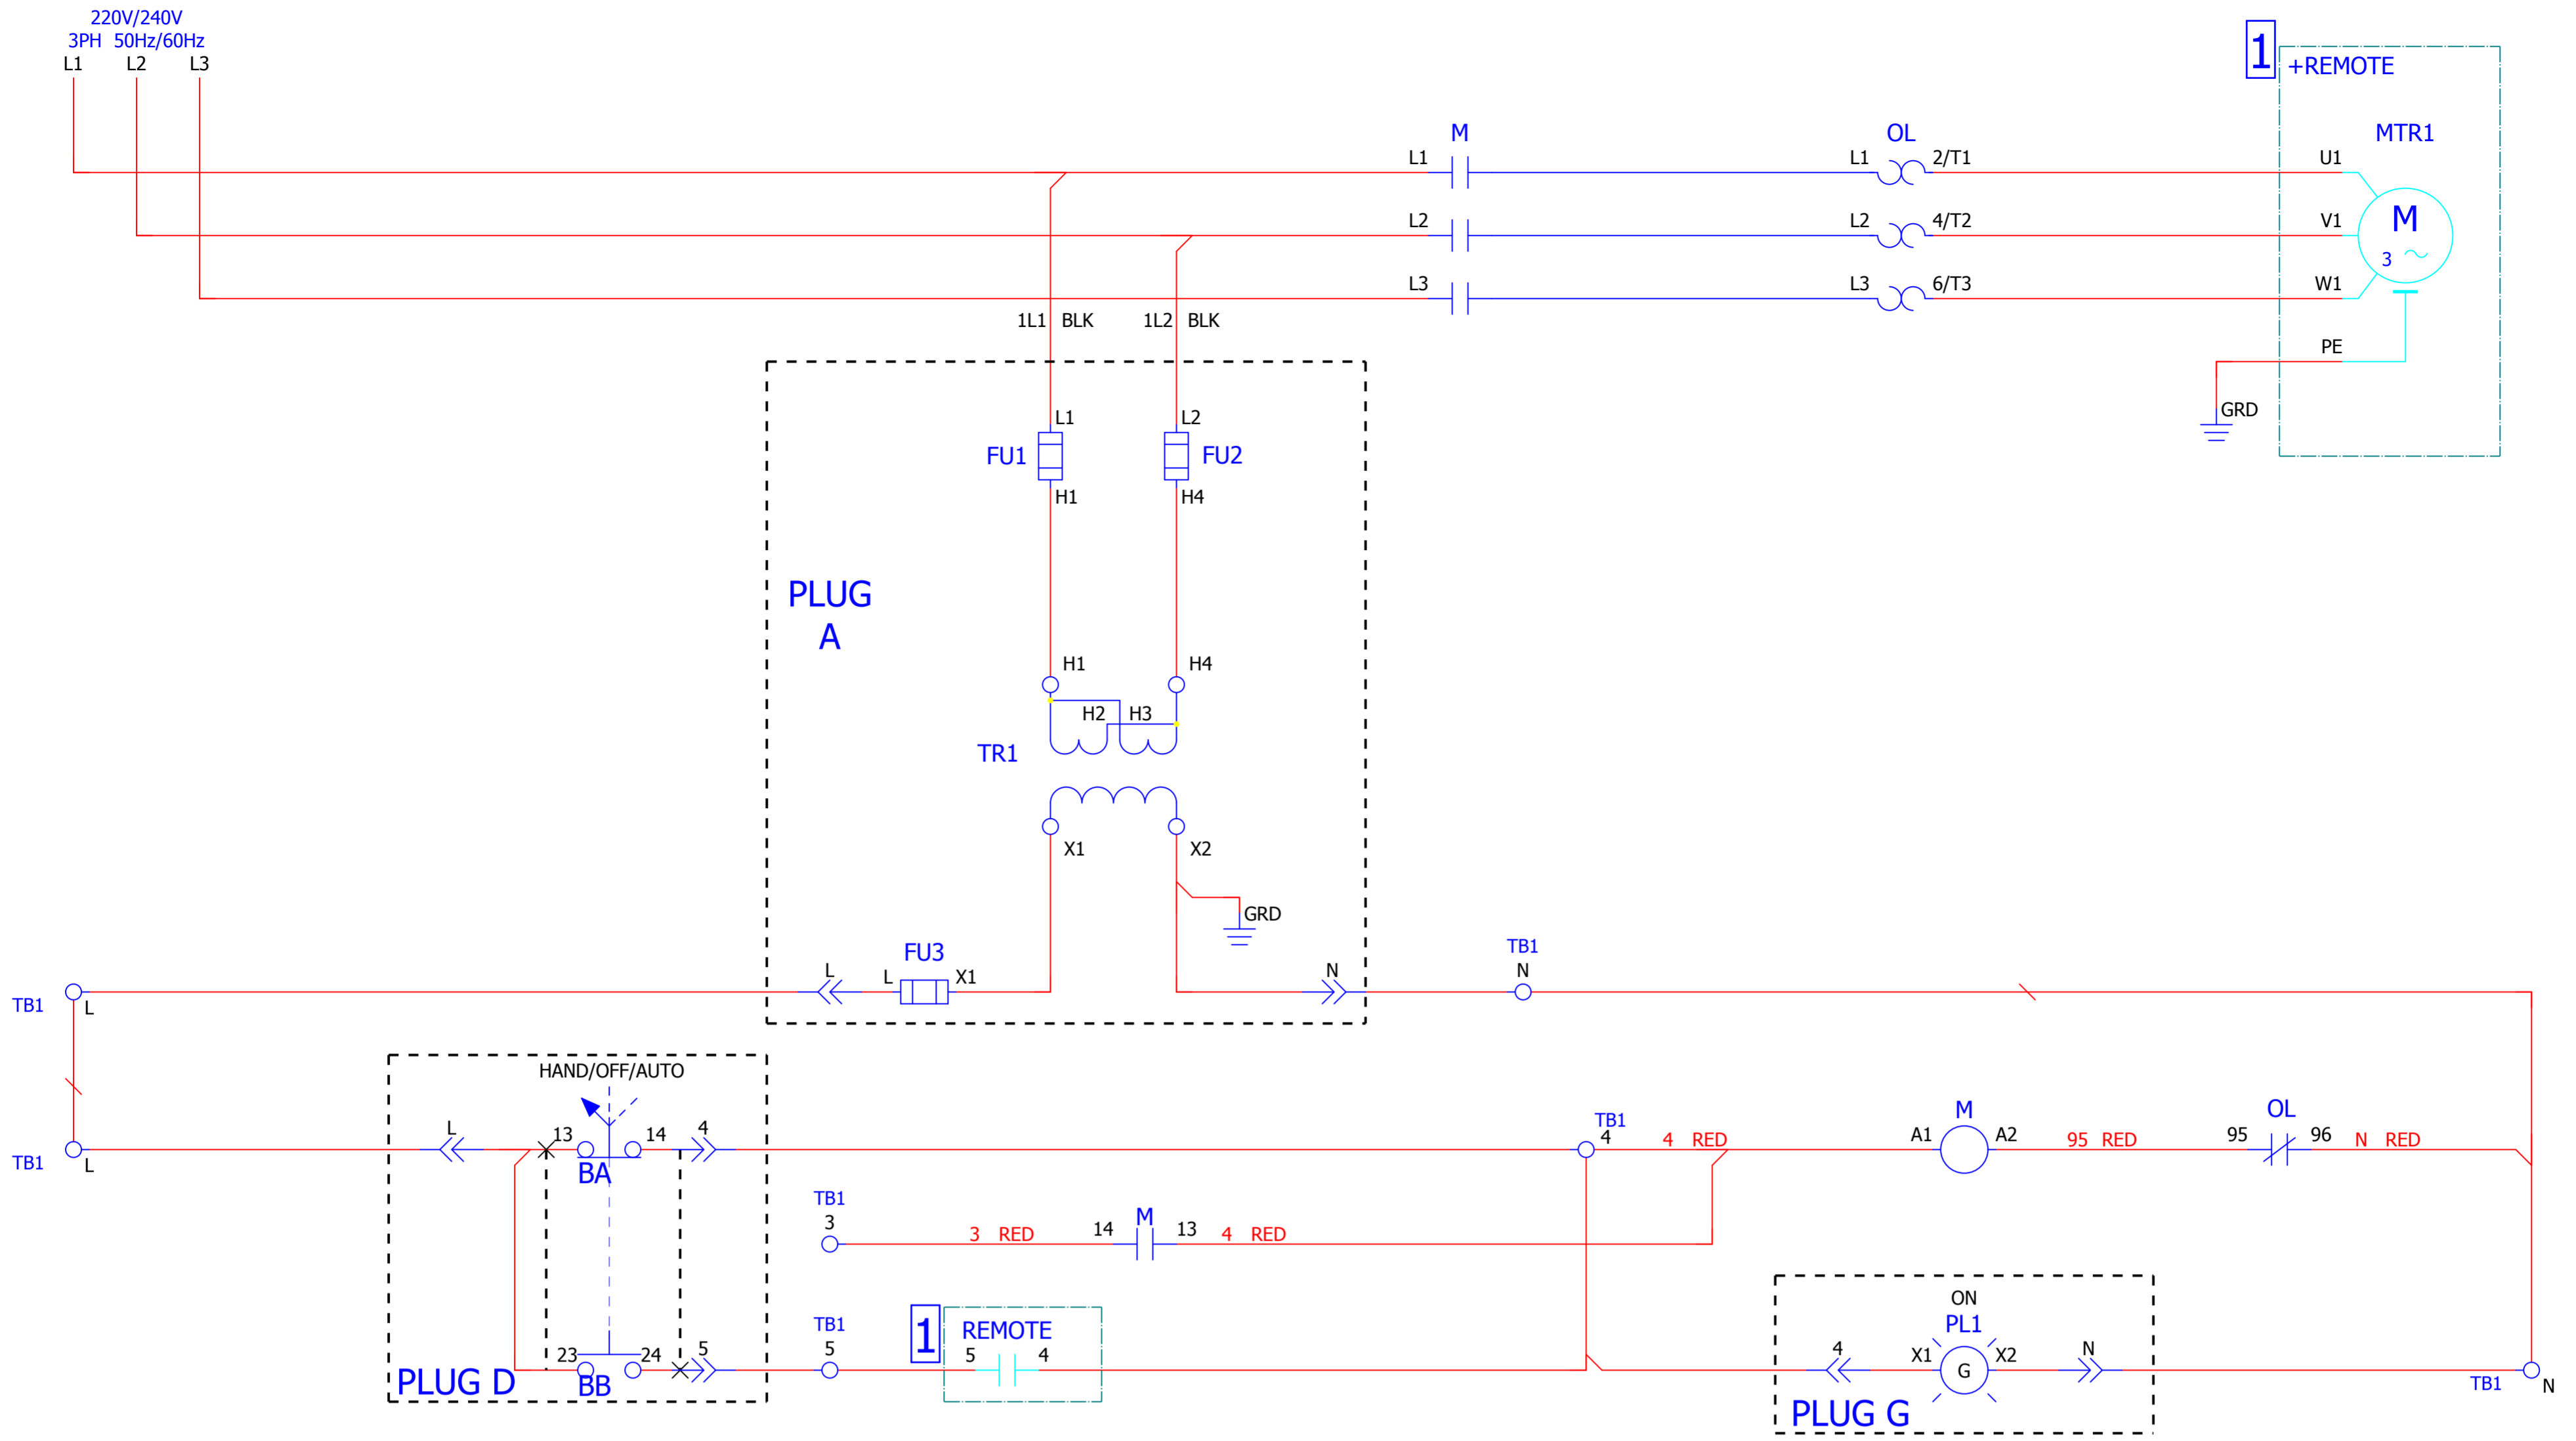 220V/240V
3PH 50Hz/60Hz
L1 L2 L3
1
+REMOTE
M OL MTR1
L1 L1 2/T1 U1
L2 L2 4/T2 V1
M
3
L3 L3 6/T3 W1
1L1 BLK 1L2 BLK
PE
GRD
L1 L2
FU1 FU2
H1 H4
PLUG
A
H1 H4
H2 H3
TR1
X1 X2
GRD
FU3
L L X1 N
TB1
N
TB1 L
HAND/OFF/AUTO
L 13 14 4
BA
TB1 L
TB1
4 4 RED
M OL
A1 A2 95 RED 95 96 N RED
TB1
3 3 RED 14 M 13 4 RED
TB1
5
1
REMOTE
5 4
23 24 5
BB
PLUG D
ON
PL1
4 X1 G X2 N
PLUG G
TB1 N